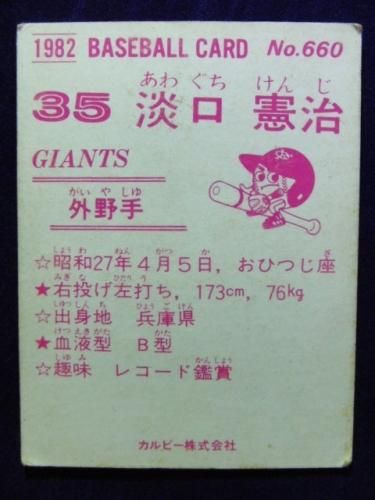 1982 BASEBALL CARD No.660
あわ ぐち けん じ
35 淡口 憲治
GIANTS
がい や しゆ
外野手
しょう わ ねん がつ か ざ
☆昭和27年4月5日，おひつじ座
みぎ な ひだり う
★右投げ左打ち，173cm，76kg
しゅつ しん ち ひょう ご けん
☆出身地 兵庫県
けつ えき がた がた
★血液型 B型
しゅ み かん しょう
☆趣味 レコード鑑賞
カルビー株式会社